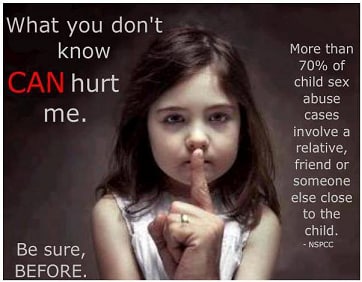 What you don't
know
CAN hurt
me.
Be sure,
BEFORE.
More than
70% of
child sex
abuse
cases
involve a
relative,
friend or
someone
else close
to the
child.
- NSPCC